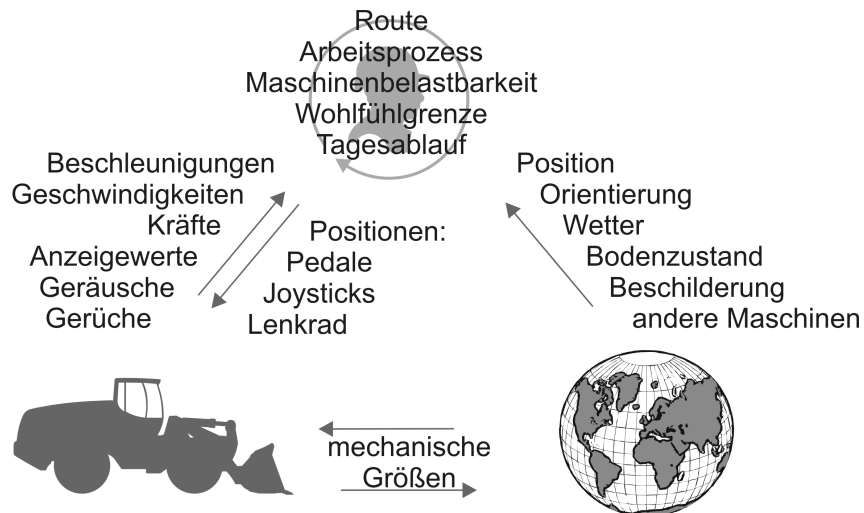 Route
Arbeitsprozess
Maschinenbelastbarkeit
Wohlfühlgrenze
Tagesablauf
Beschleunigungen
Geschwindigkeiten
Kräfte
Anzeigewerte
Geräusche
Gerüche
Positionen:
Pedale
Joysticks
Lenkrad
Position
Orientierung
Wetter
Bodenzustand
Beschilderung
andere Maschinen
mechanische
Größen